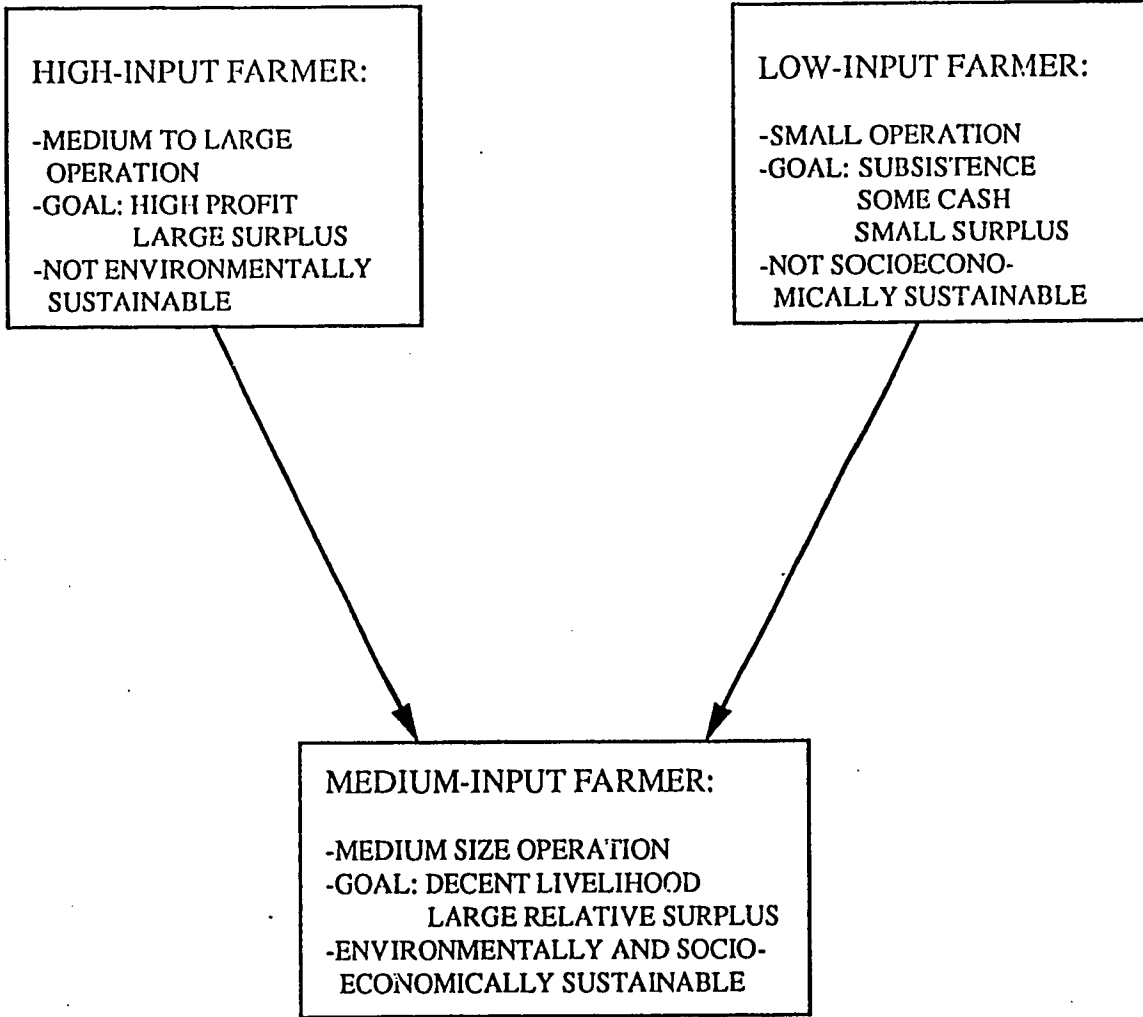 HIGH-INPUT FARMER:
-MEDIUM TO LARGE
OPERATION
-GOAL: HIGH PROFIT
LARGE SURPLUS
-NOT ENVIRONMENTALLY
SUSTAINABLE
LOW-INPUT FARMER:
-SMALL OPERATION
-GOAL: SUBSISTENCE
SOME CASH
SMALL SURPLUS
-NOT SOCIOECONO-
MICALLY SUSTAINABLE
MEDIUM-INPUT FARMER:
-MEDIUM SIZE OPERATION
-GOAL: DECENT LIVELIHOOD
LARGE RELATIVE SURPLUS
-ENVIRONMENTALLY AND SOCIO-
ECONOMICALLY SUSTAINABLE